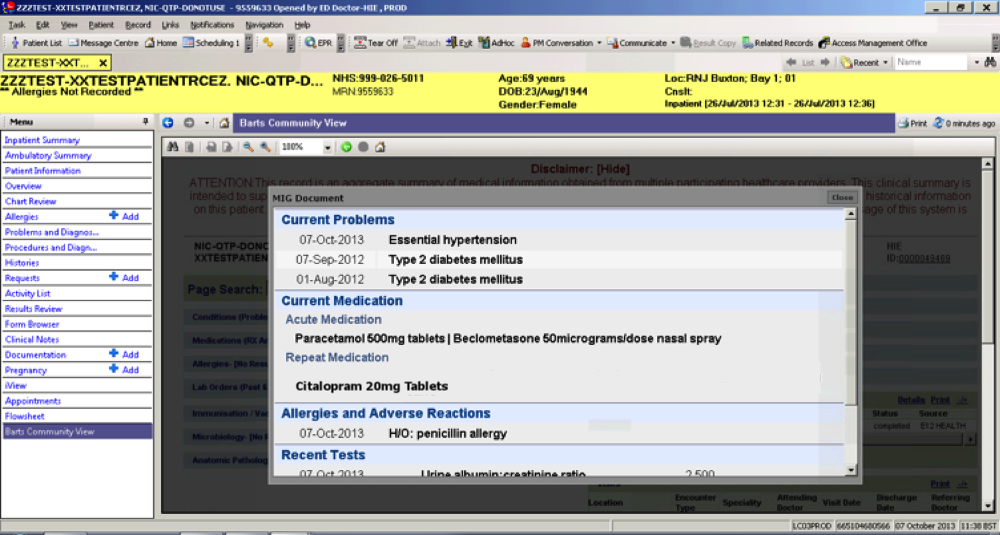 ZZZTEST-XXTESTPATIENTRCEZ, NIC-QTP-DONOTUSE - 9559633 Opened by ED Doctor-HIE , PROD
Task Edit View Patient Record Links Notifications Navigation Help
Patient List Message Centre Home Scheduling 1 EPR Tear Off Attach Exit AdHoc PM Conversation Communicate Result Copy Related Records Access Management Office
ZZZTEST-XXT... List Recent Name
ZZZTEST-XXTESTPATIENTRCEZ. NIC-QTP-D... NHS:999-026-5011 Age:69 years Loc:RNJ Buxton; Bay 1; 01
** Allergies Not Recorded ** MRN:9559633 DOB:23/Aug/1944 Cnslt:
Gender:Female Inpatient [26/Jul/2013 12:31 - 26/Jul/2013 12:36]
Menu Barts Community View Print 0 minutes ago
Inpatient Summary
Ambulatory Summary
Patient Information
Overview
Chart Review
Allergies Add
Problems and Diagnos...
Procedures and Diagn...
Histories
Requests Add
Activity List
Results Review
Form Browser
Clinical Notes
Documentation Add
Pregnancy Add
iView
Appointments
Flowsheet
Barts Community View
100%
Disclaimer: [Hide]
ATTENTION:This record is an aggregate summary of medical information obtained from multiple participating healthcare providers. This clinical summary is
intended to sup historical information
on this patient. age of this system is
NIC-QTP-DONO HIE
XXTESTPATIEN ID:0000049469
Page Search:
Conditions (Proble
Medications (RX Ar
Allergies- [No Resu
Lab Orders (Past 6
Immunisation / Vac
Microbiology- [No F
Anatomic Patholog
MIG Document Close
Current Problems
07-Oct-2013 Essential hypertension
07-Sep-2012 Type 2 diabetes mellitus
01-Aug-2012 Type 2 diabetes mellitus
Current Medication
Acute Medication
Paracetamol 500mg tablets | Beclometasone 50micrograms/dose nasal spray
Repeat Medication
Citalopram 20mg Tablets
Allergies and Adverse Reactions
07-Oct-2013 H/O: penicillin allergy
Recent Tests
07 Oct 2013 Urine albumin:creatinine ratio 2.500
Details Print -/+
Status Source
completed E12 HEALTH
Visits Print -/+
Location Encounter Type Speciality Attending Doctor Visit Date Discharge Date Referring Doctor
LC03PROD 665104680566 07 October 2013 11:38 BST